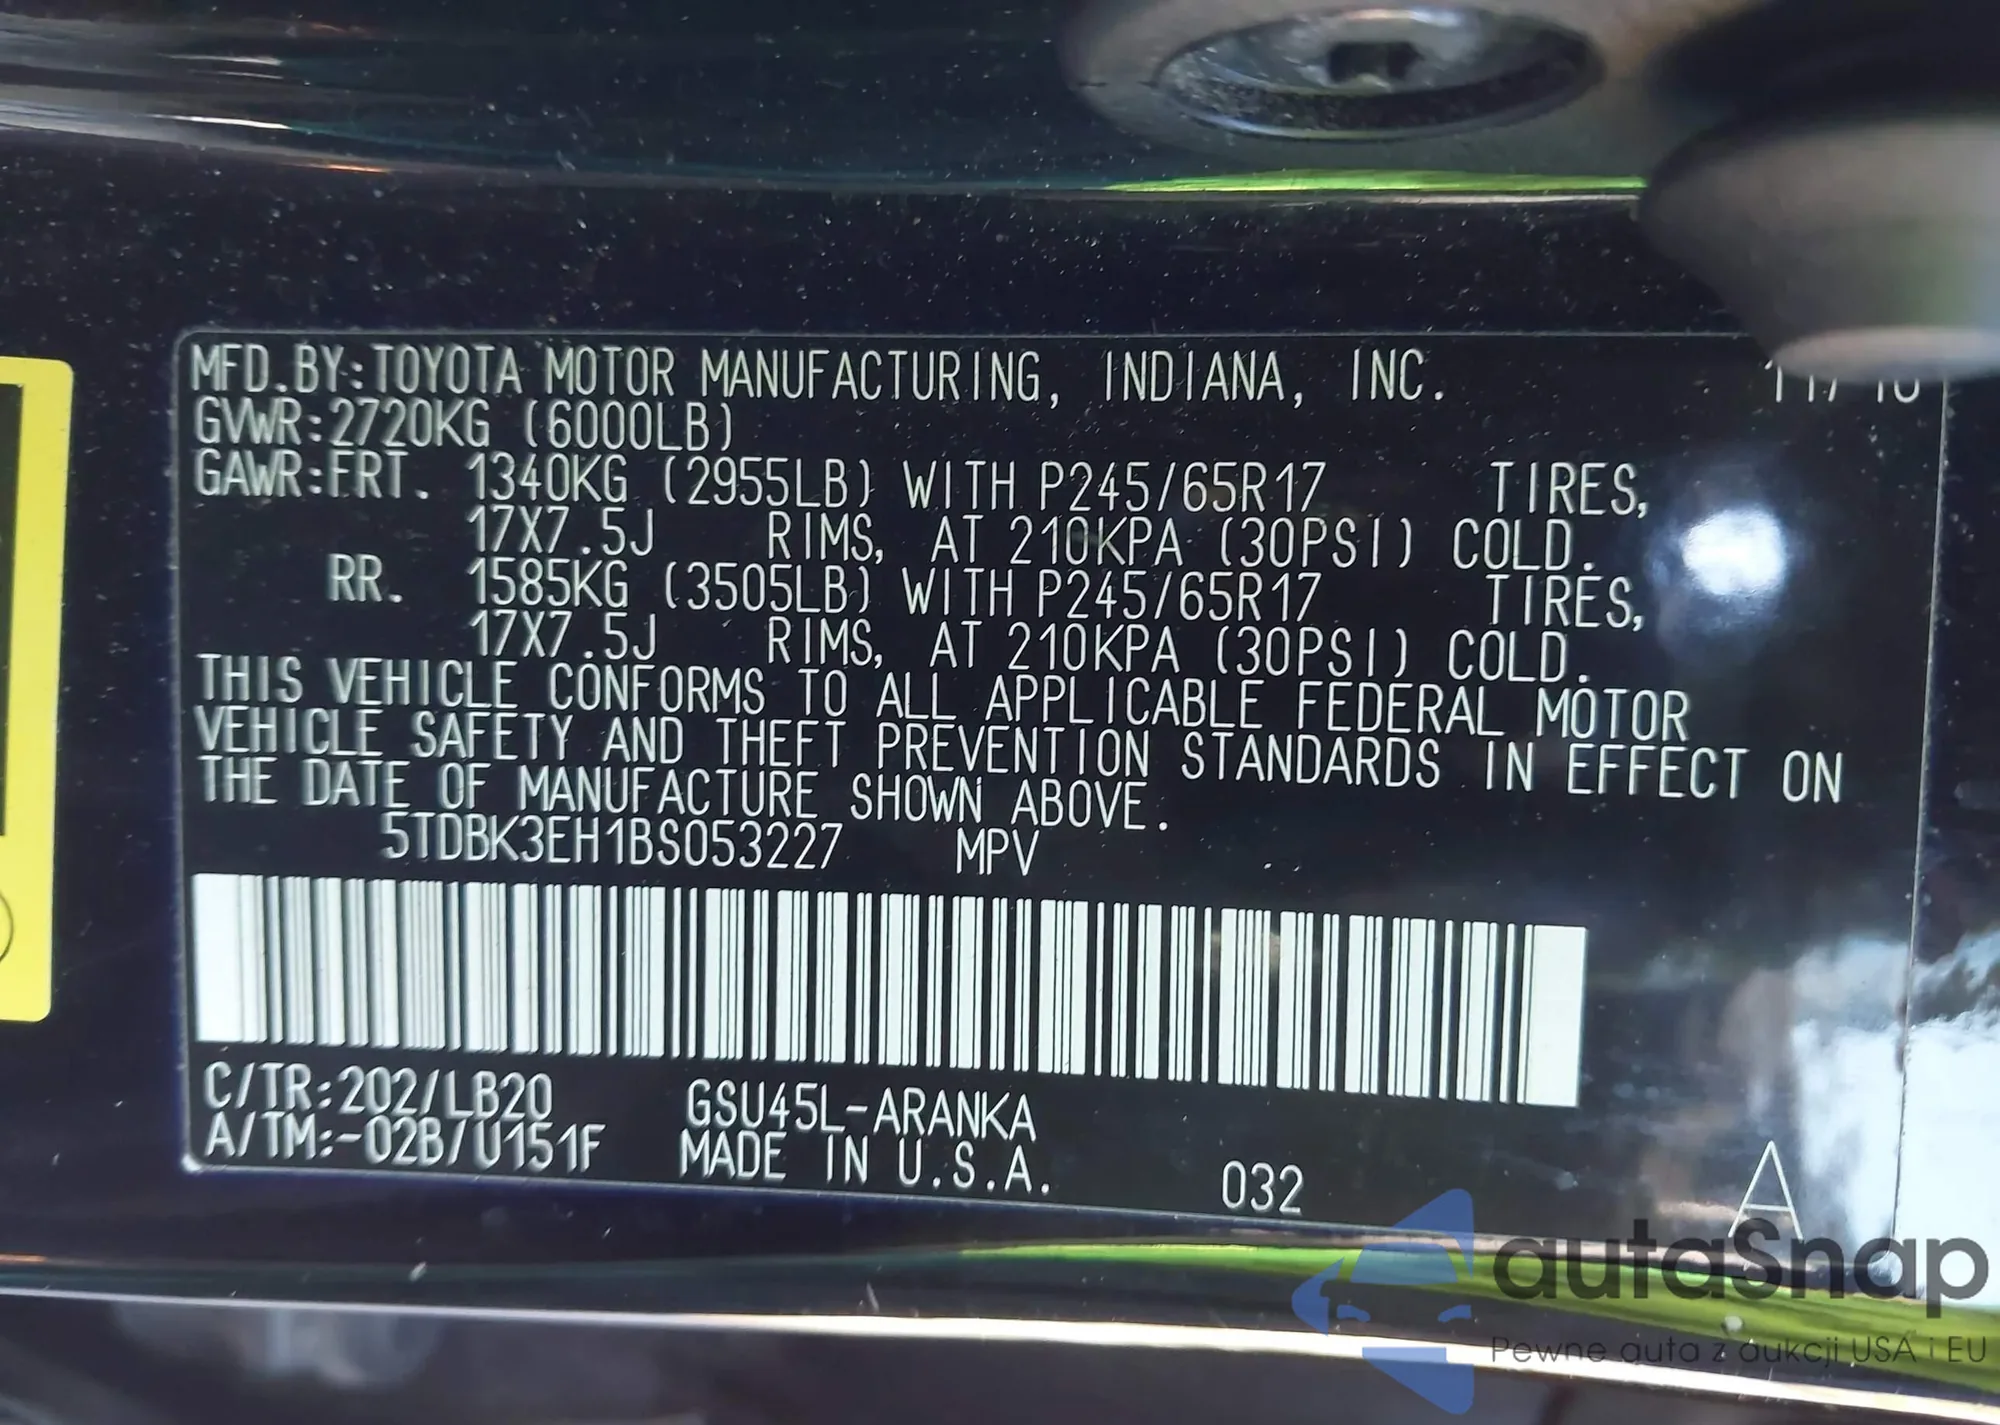 MFD.BY:TOYOTA MOTOR MANUFACTURING, INDIANA, INC.
GVWR:2720KG (6000LB)
GAWR:FRT. 1340KG (2955LB) WITH P245/65R17 TIRES,
17X7.5J RIMS, AT 210KPA (30PSI) COLD.
RR. 1585KG (3505LB) WITH P245/65R17 TIRES,
17X7.5J RIMS, AT 210KPA (30PSI) COLD.
THIS VEHICLE CONFORMS TO ALL APPLICABLE FEDERAL MOTOR
VEHICLE SAFETY AND THEFT PREVENTION STANDARDS IN EFFECT ON
THE DATE OF MANUFACTURE SHOWN ABOVE.
5TDBK3EH1BS053227 MPV
C/TR:202/LB20 GSU45L-ARANKA
A/TM:-02B/U151F MADE IN U.S.A. 032 A
autaSnap
Pewne auta z aukcji USA i EU